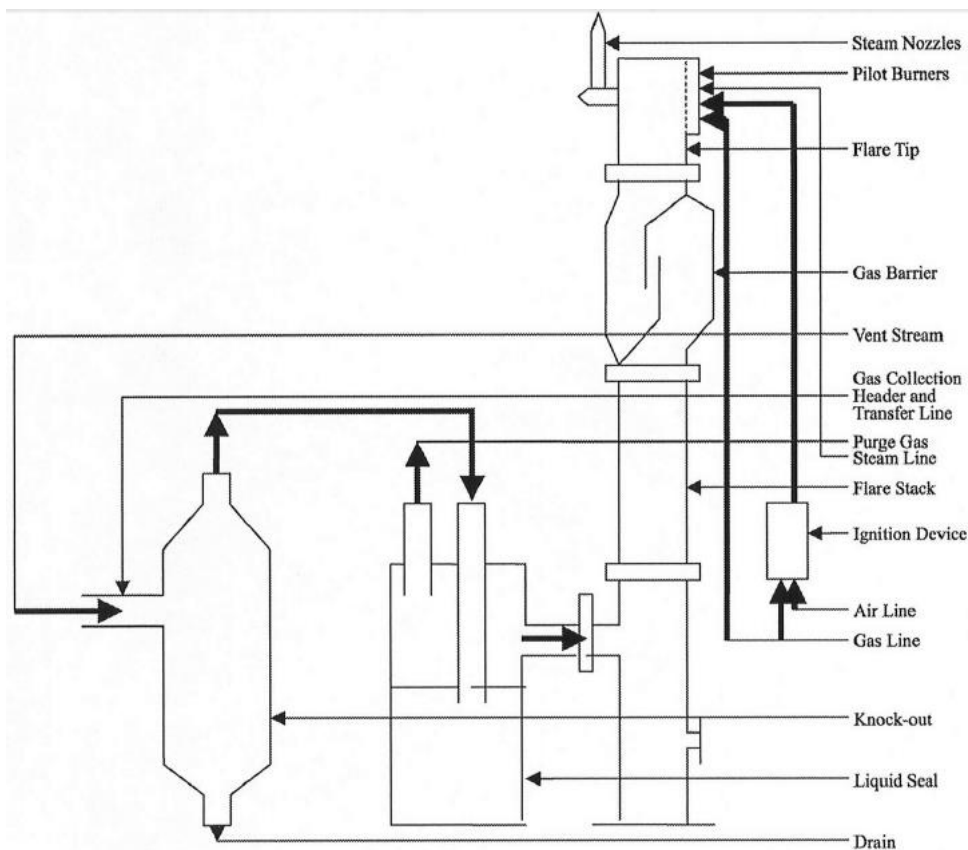 Steam Nozzles
Pilot Burners
Flare Tip
Gas Barrier
Vent Stream
Gas Collection
Header and
Transfer Line
Purge Gas
Steam Line
Flare Stack
Ignition Device
Air Line
Gas Line
Knock-out
Liquid Seal
Drain